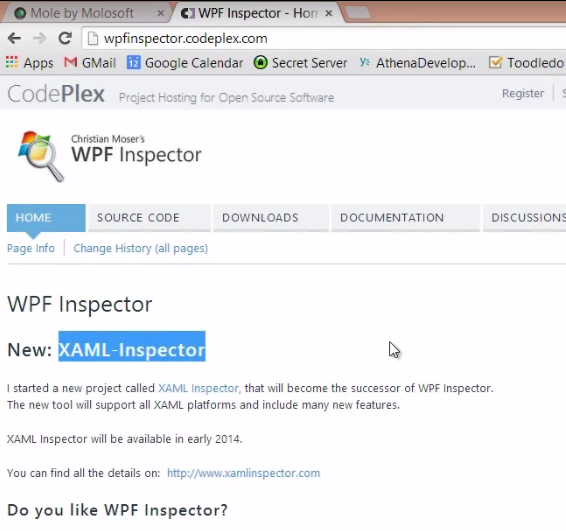 Mole by Molosoft
WPF Inspector - Hom
wpfinspector.codeplex.com
Apps GMail 12 Google Calendar Secret Server AthenaDevelop... Toodledo
CodePlex Project Hosting for Open Source Software Register
Christian Moser's
WPF Inspector
HOME SOURCE CODE DOWNLOADS DOCUMENTATION DISCUSSIONS
Page Info Change History (all pages)
WPF Inspector
New: XAML-Inspector
I started a new project called XAML Inspector, that will become the successor of WPF Inspector.
The new tool will support all XAML platforms and include many new features.
XAML Inspector will be available in early 2014.
You can find all the details on: http://www.xamlinspector.com
Do you like WPF Inspector?